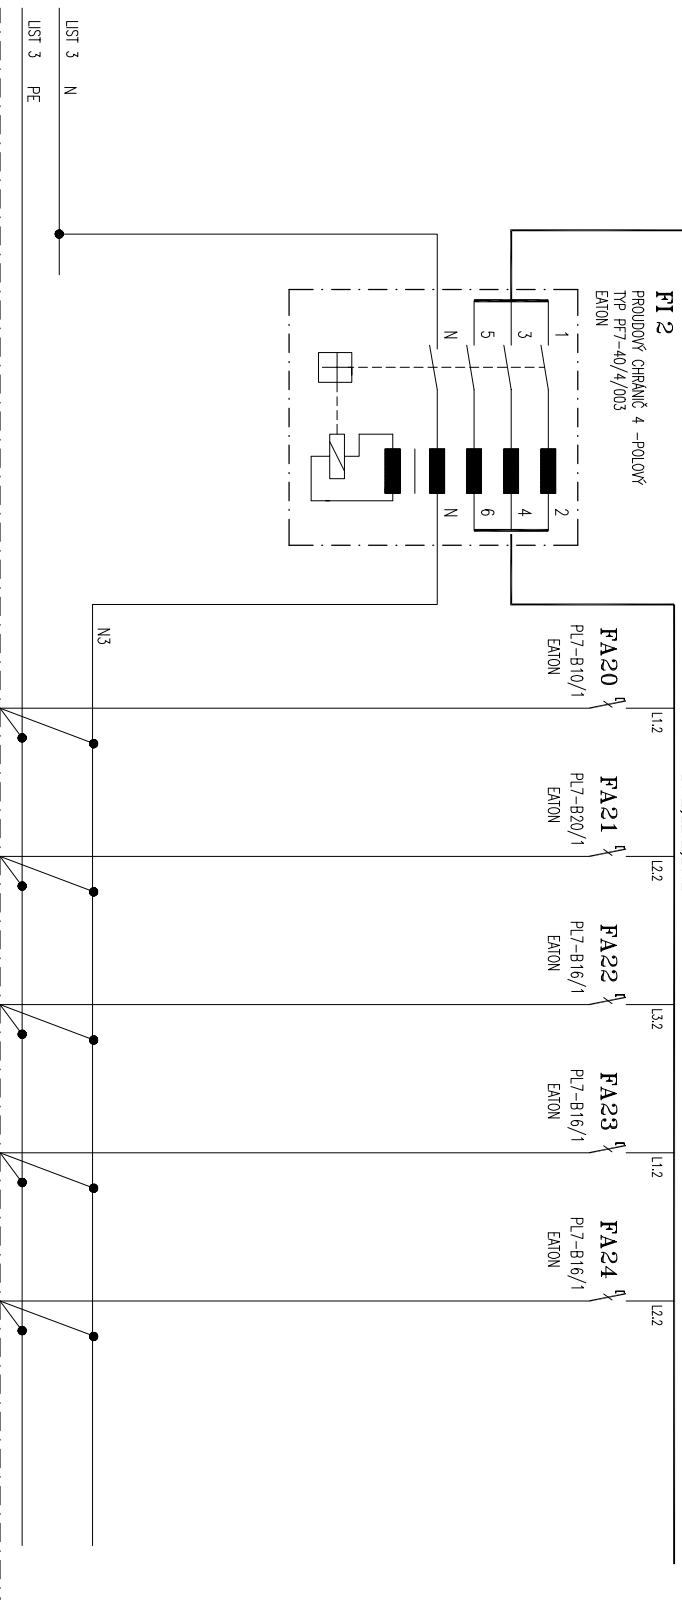 LIST 3 N
LIST 3 PE
FI 2
PROUDOVÝ CHRÁNIČ 4 -POLOVÝ
TYP PF7-40/4/003
EATON
1
3
5
N
2
4
6
N
N3
FA20
PL7-B10/1
EATON
L1.2
FA21
PL7-B20/1
EATON
L2.2
FA22
PL7-B16/1
EATON
L3.2
FA23
PL7-B16/1
EATON
L1.2
FA24
PL7-B16/1
EATON
L2.2